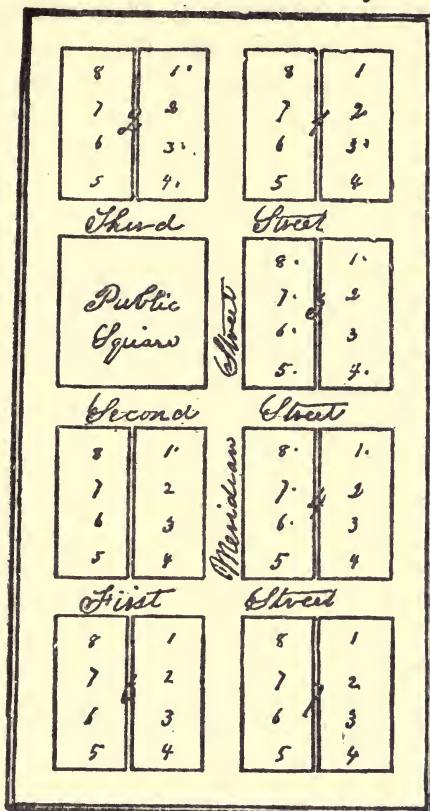 8 1. 8 1
7 2 7 2
6 3. 6 3.
5 4. 5 4
Third Street
Public
Square
Street
8. 1.
7. 2
6. 3
5. 4.
Second Street
Meridian
8 1. 8. 1.
7 2 7. 2
6 3 6. 3
5 4 5 4
First Street
8 1 8 1
7 2 7 2
6 3 6 3
5 4 5 4